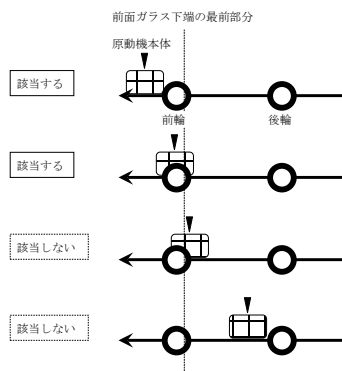 前面ガラス下端の最前部分
原動機本体
該当する
前輪
後輪
該当する
該当しない
該当しない